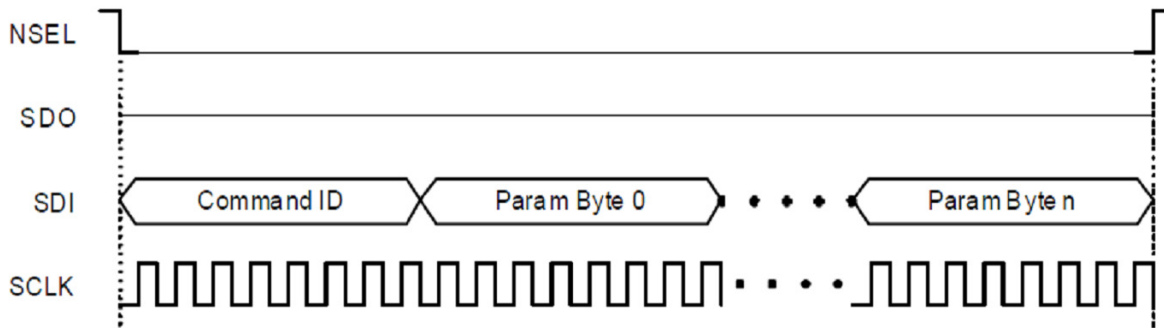 NSEL
SDO
SDI Command ID Param Byte 0 Param Byte n
SCLK